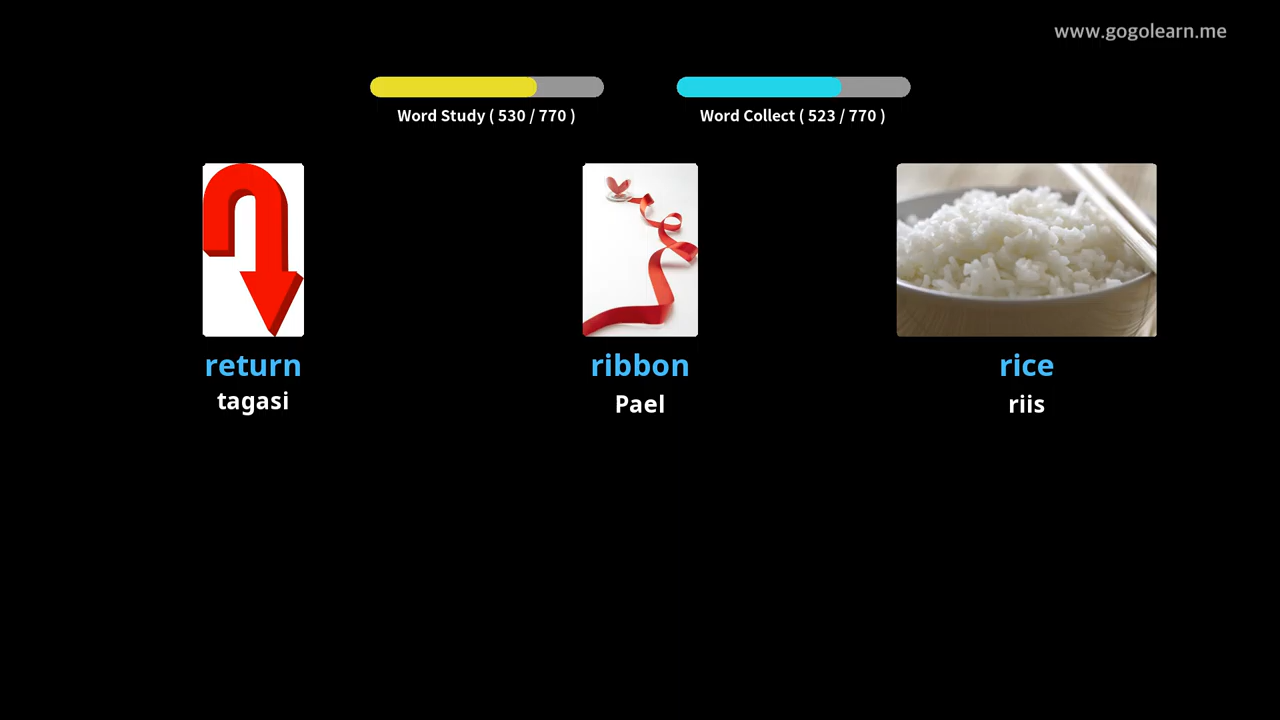 www.gogolearn.me
Word Study ( 530 / 770 )
Word Collect ( 523 / 770 )
return
tagasi
ribbon
Pael
rice
riis